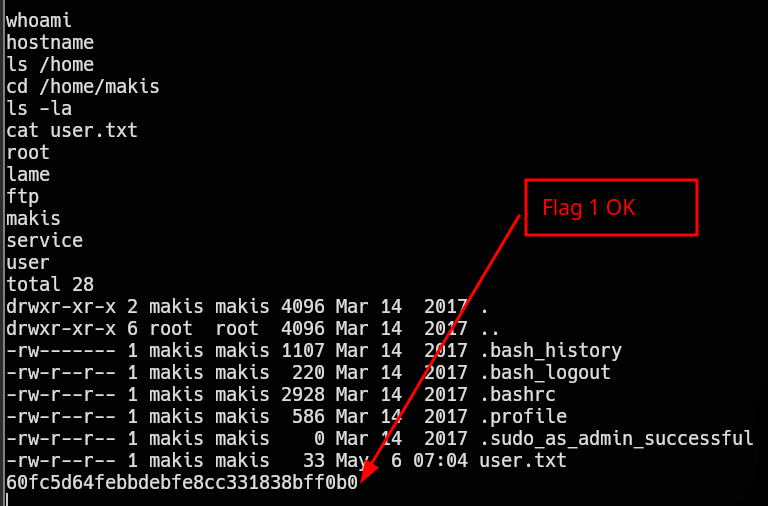 whoami
hostname
ls /home
cd /home/makis
ls -la
cat user.txt
root
lame
ftp
makis
service
user
total 28
drwxr-xr-x 2 makis makis 4096 Mar 14  2017 .
drwxr-xr-x 6 root  root  4096 Mar 14  2017 ..
-rw------- 1 makis makis 1107 Mar 14  2017 .bash_history
-rw-r--r-- 1 makis makis  220 Mar 14  2017 .bash_logout
-rw-r--r-- 1 makis makis 2928 Mar 14  2017 .bashrc
-rw-r--r-- 1 makis makis  586 Mar 14  2017 .profile
-rw-r--r-- 1 makis makis    0 Mar 14  2017 .sudo_as_admin_successful
-rw-r--r-- 1 makis makis   33 May  6 07:04 user.txt
60fc5d64febbdebfe8cc331838bff0b0
Flag 1 OK